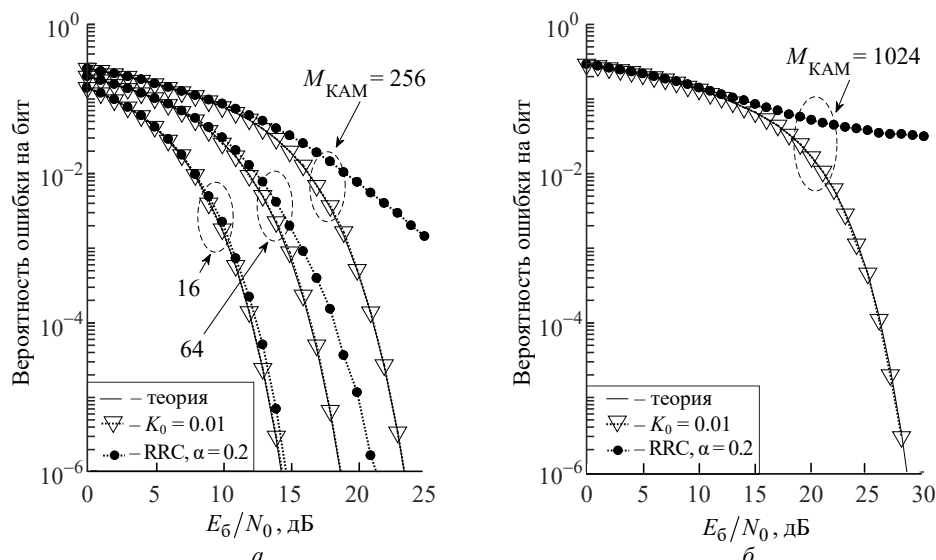 Вероятность ошибки на бит
10⁰
10⁻²
10⁻⁴
10⁻⁶
M_КАМ = 256
16
64
– теория
– K₀ = 0.01
– RRC, α = 0.2
0 5 10 15 20 25
E_б/N₀, дБ
а
Вероятность ошибки на бит
10⁰
10⁻²
10⁻⁴
10⁻⁶
M_КАМ = 1024
– теория
– K₀ = 0.01
– RRC, α = 0.2
0 5 10 15 20 25 30
E_б/N₀, дБ
б